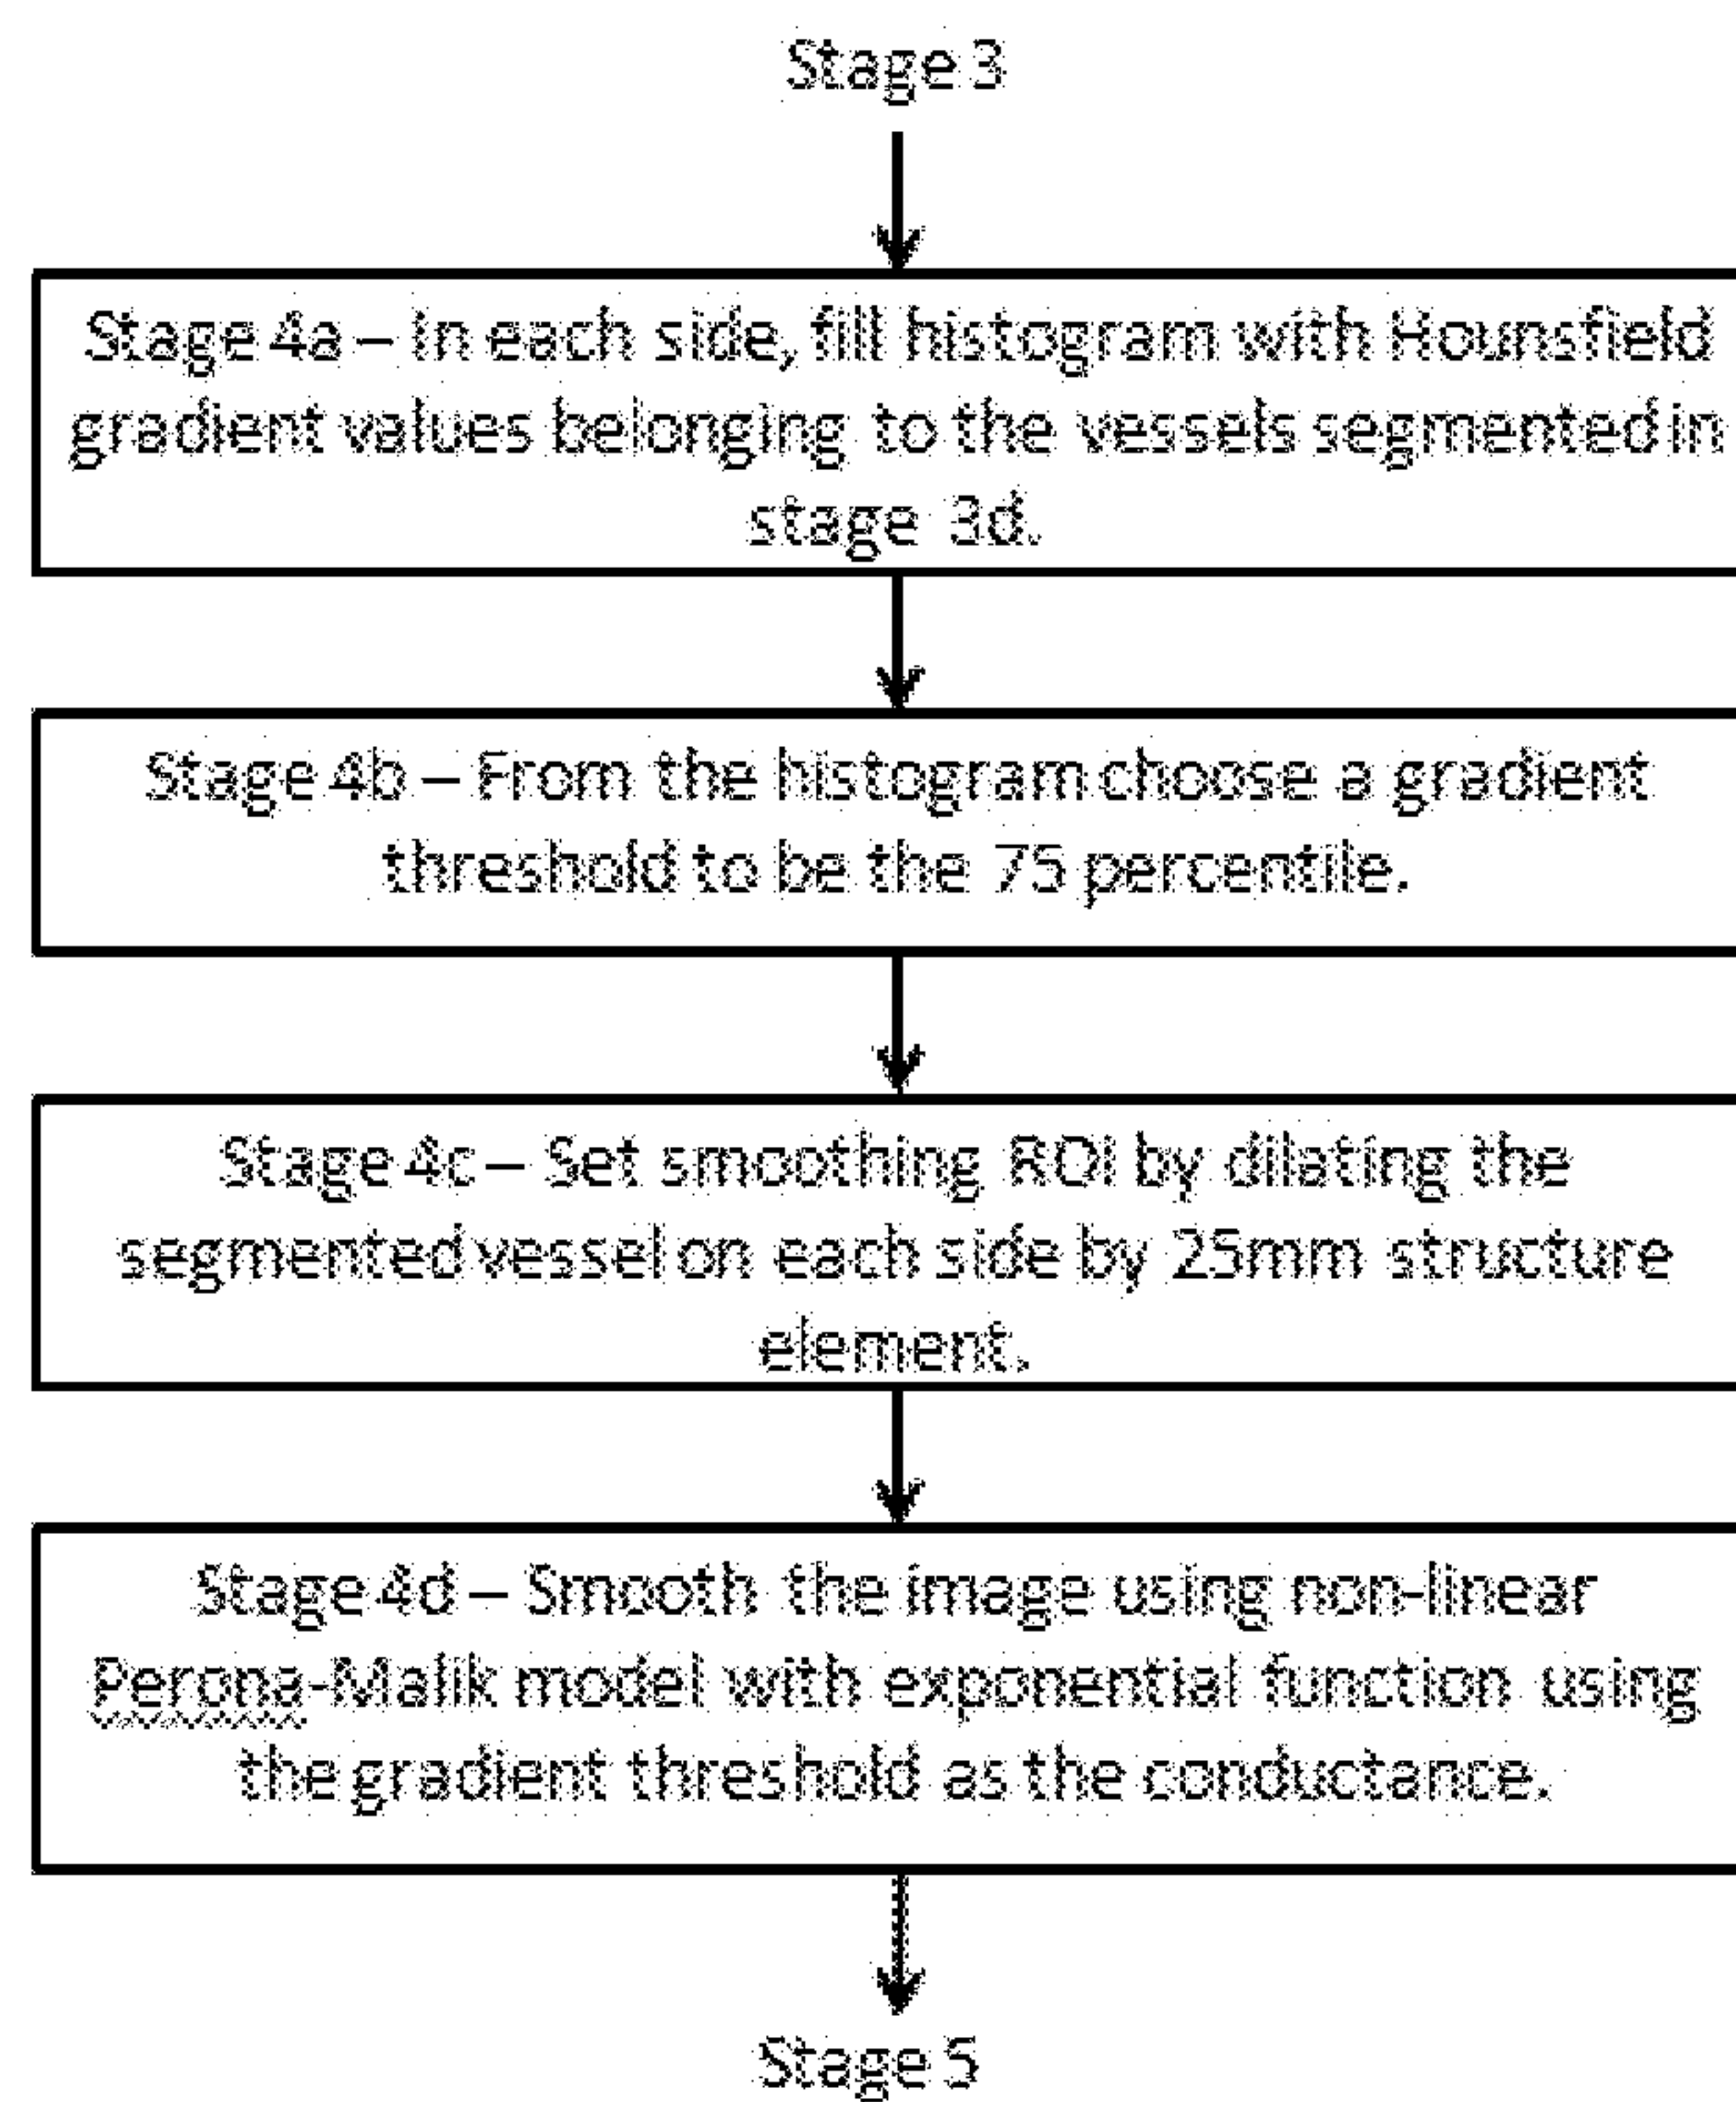 Stage 3
Stage 4a – In each side, fill histogram with Hounsfield
gradient values belonging to the vessels segmented in
stage 3d.
Stage 4b – From the histogram choose a gradient
threshold to be the 75 percentile.
Stage 4c – Set smoothing ROI by dilating the
segmented vessel on each side by 25mm structure
element.
Stage 4d – Smooth the image using non-linear
Perona-Malik model with exponential function using
the gradient threshold as the conductance.
Stage 5